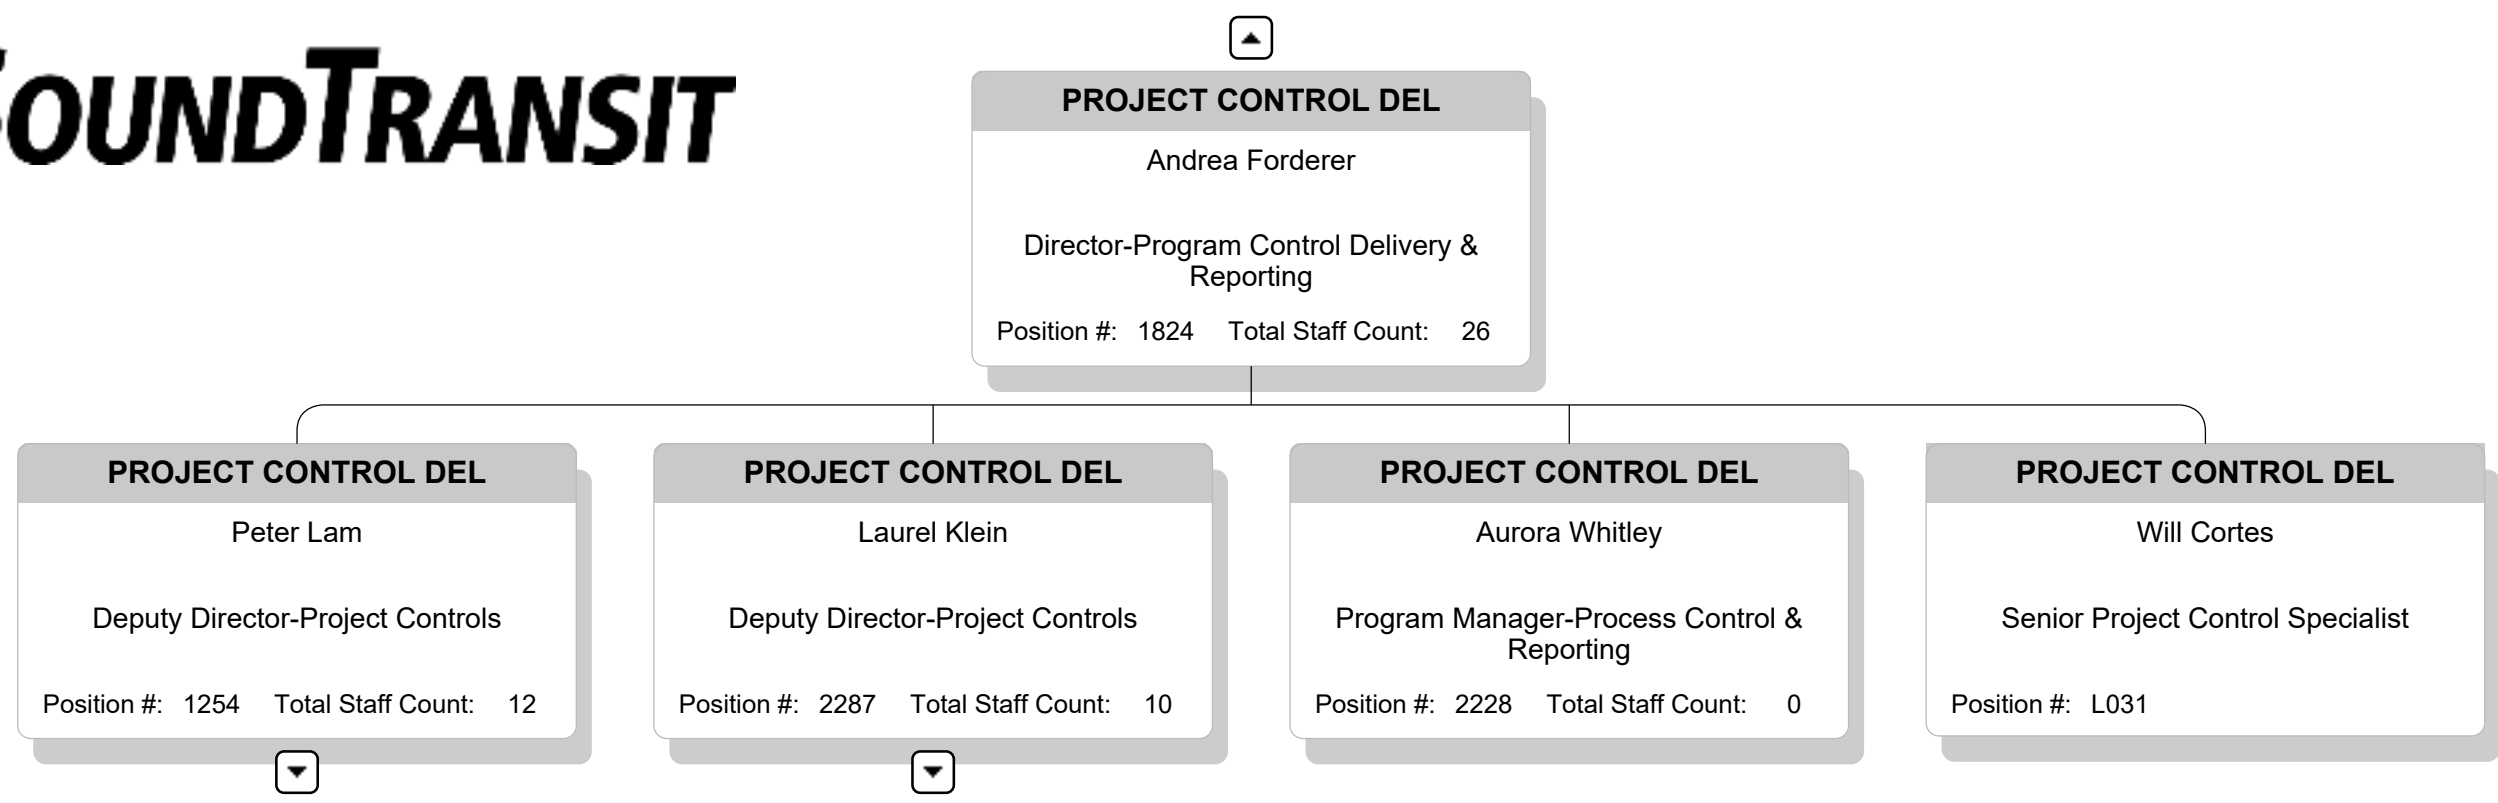 SOUNDTRANSIT
PROJECT CONTROL DEL
Andrea Forderer
Director-Program Control Delivery &
Reporting
Position #: 1824 Total Staff Count: 26
PROJECT CONTROL DEL
Peter Lam
Deputy Director-Project Controls
Position #: 1254 Total Staff Count: 12
PROJECT CONTROL DEL
Laurel Klein
Deputy Director-Project Controls
Position #: 2287 Total Staff Count: 10
PROJECT CONTROL DEL
Aurora Whitley
Program Manager-Process Control &
Reporting
Position #: 2228 Total Staff Count: 0
PROJECT CONTROL DEL
Will Cortes
Senior Project Control Specialist
Position #: L031